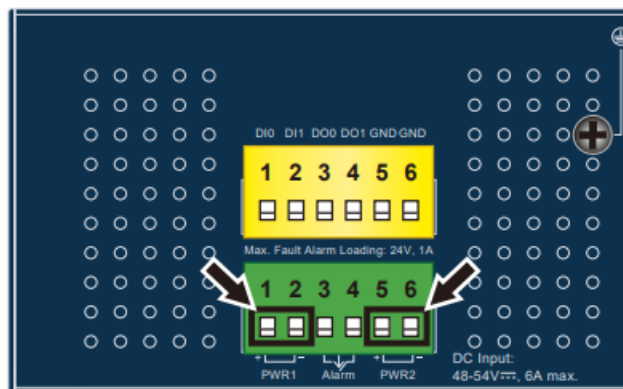 DI0 DI1 DO0 DO1 GND GND
1 2 3 4 5 6
Max. Fault Alarm Loading: 24V, 1A
1 2 3 4 5 6
+ - + -
PWR1 Alarm PWR2
DC Input:
48-54V⎓, 6A max.